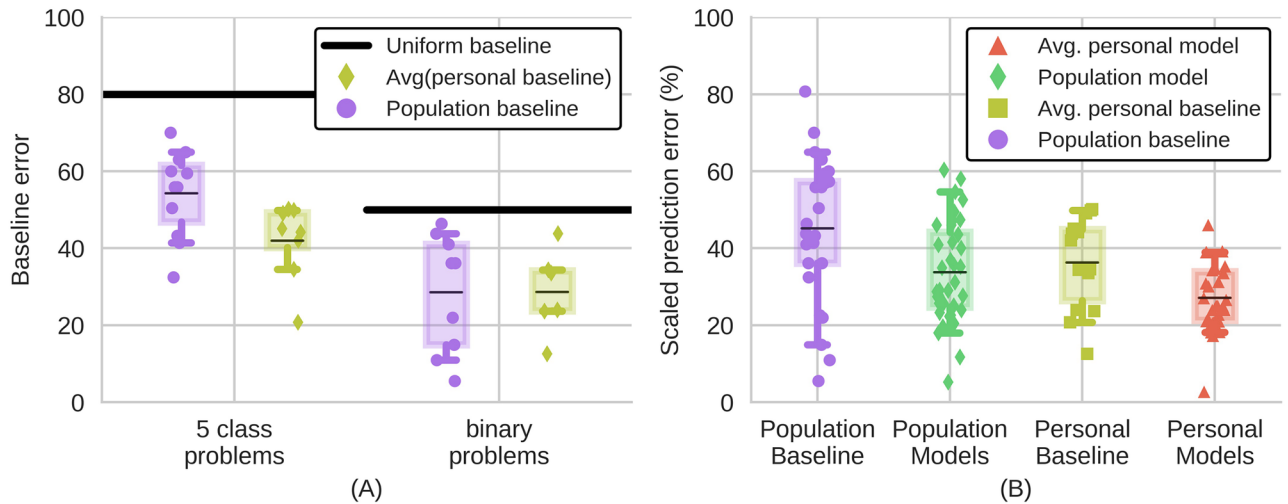 Baseline error
100
80
60
40
20
0
Uniform baseline
Avg(personal baseline)
Population baseline
5 class
problems
binary
problems
(A)
Scaled prediction error (%)
100
80
60
40
20
0
Avg. personal model
Population model
Avg. personal baseline
Population baseline
Population
Baseline
Population
Models
Personal
Baseline
Personal
Models
(B)